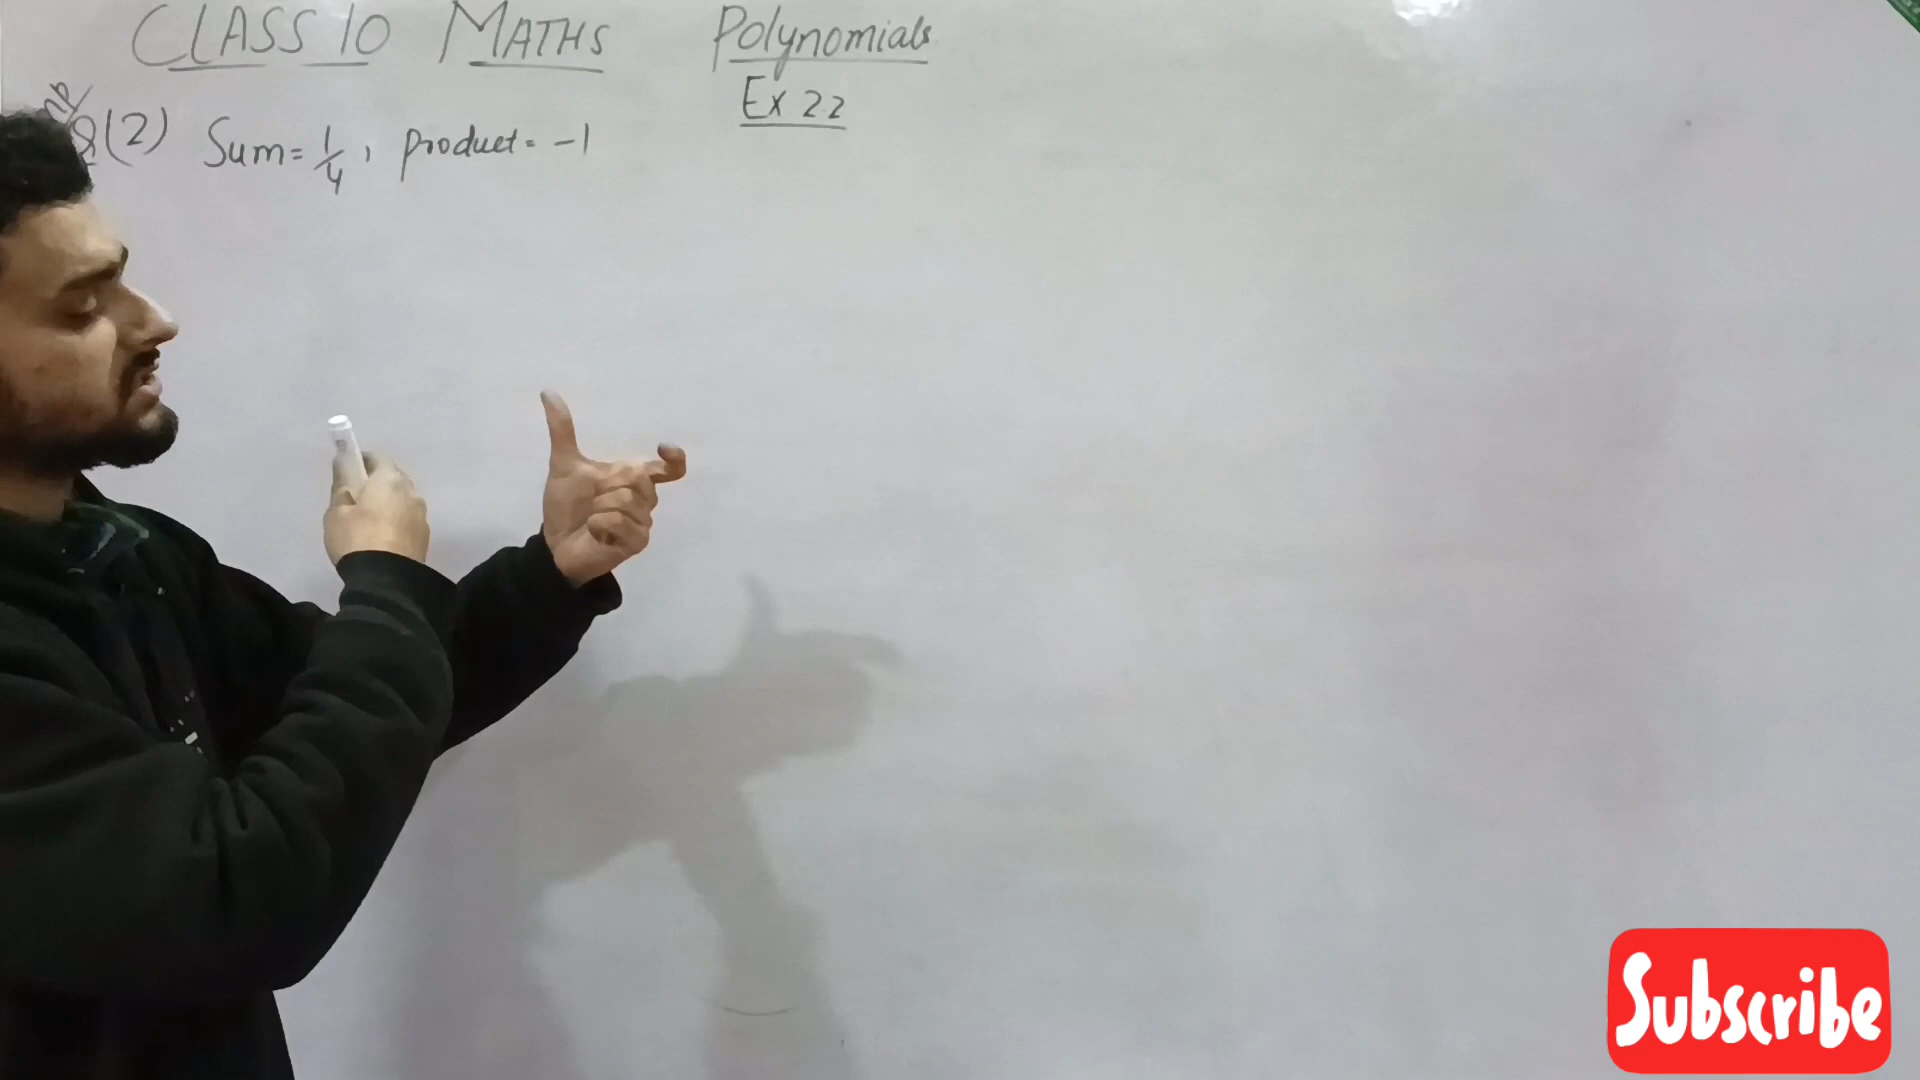 CLASS 10 MATHS Polynomials
Ex 2.2
Q(2) Sum = 1/4, product = -1
Subscribe